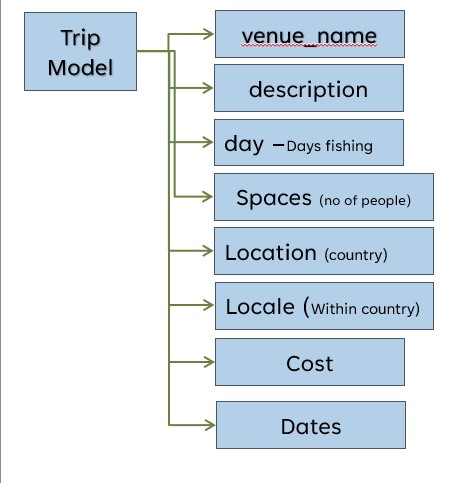 Trip
Model
venue_name
description
day –Days fishing
Spaces (no of people)
Location (country)
Locale (Within country)
Cost
Dates